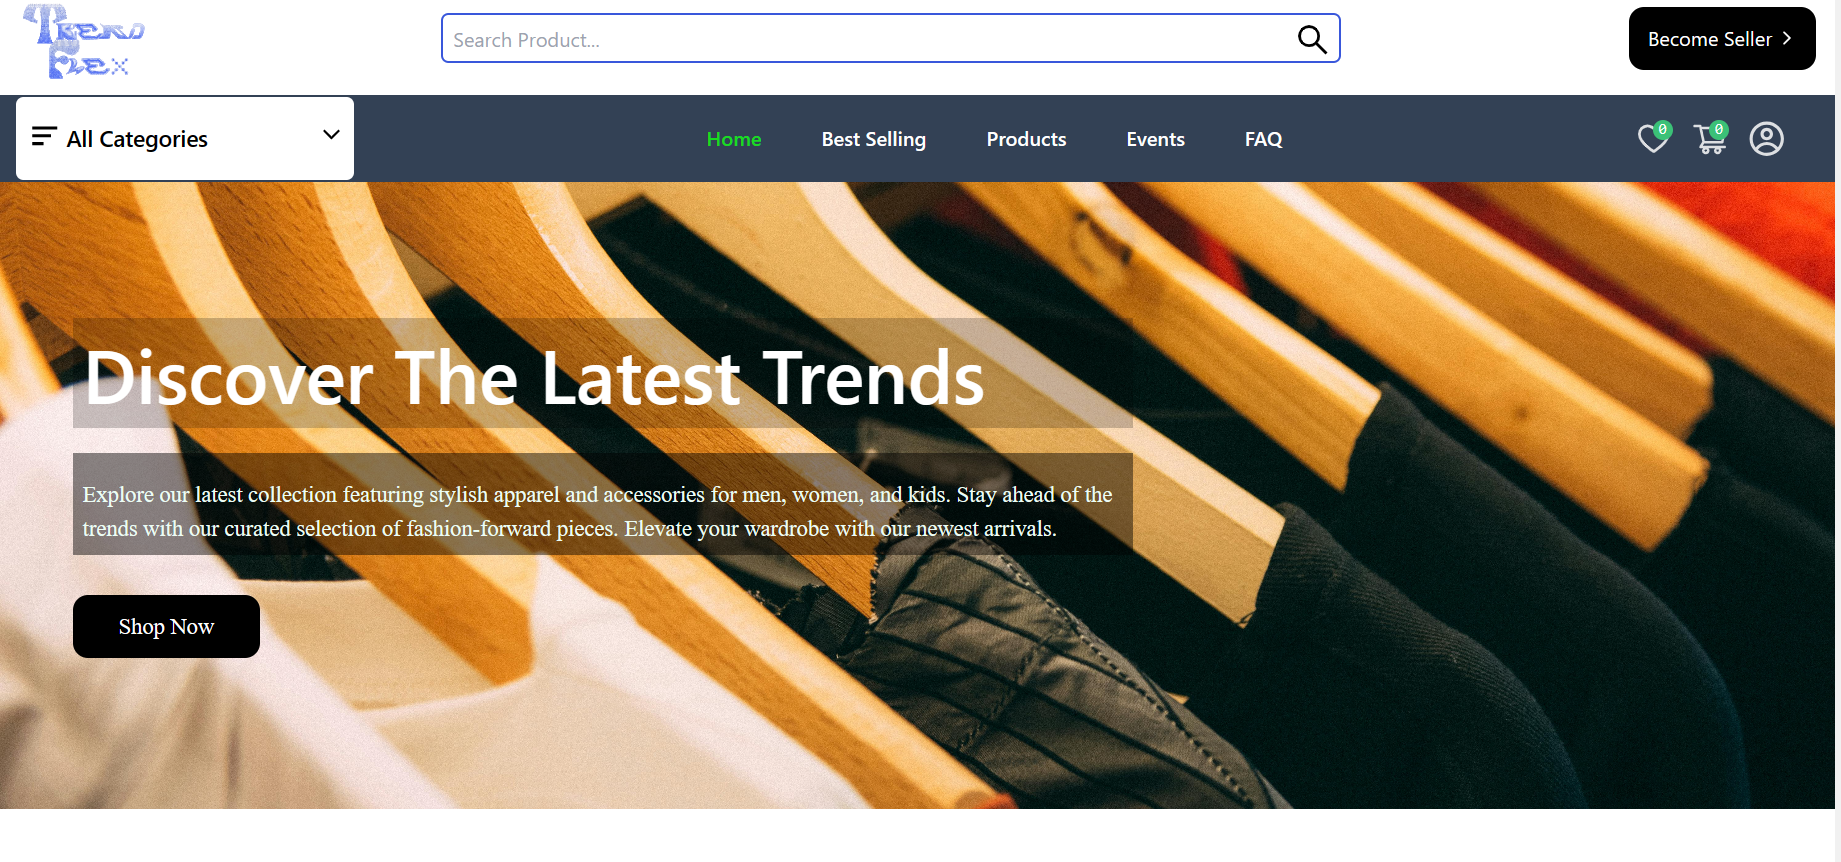 Trend
Flex
Search Product...
Become Seller
All Categories
Home
Best Selling
Products
Events
FAQ
0
0
Discover The Latest Trends
Explore our latest collection featuring stylish apparel and accessories for men, women, and kids. Stay ahead of the
trends with our curated selection of fashion-forward pieces. Elevate your wardrobe with our newest arrivals.
Shop Now